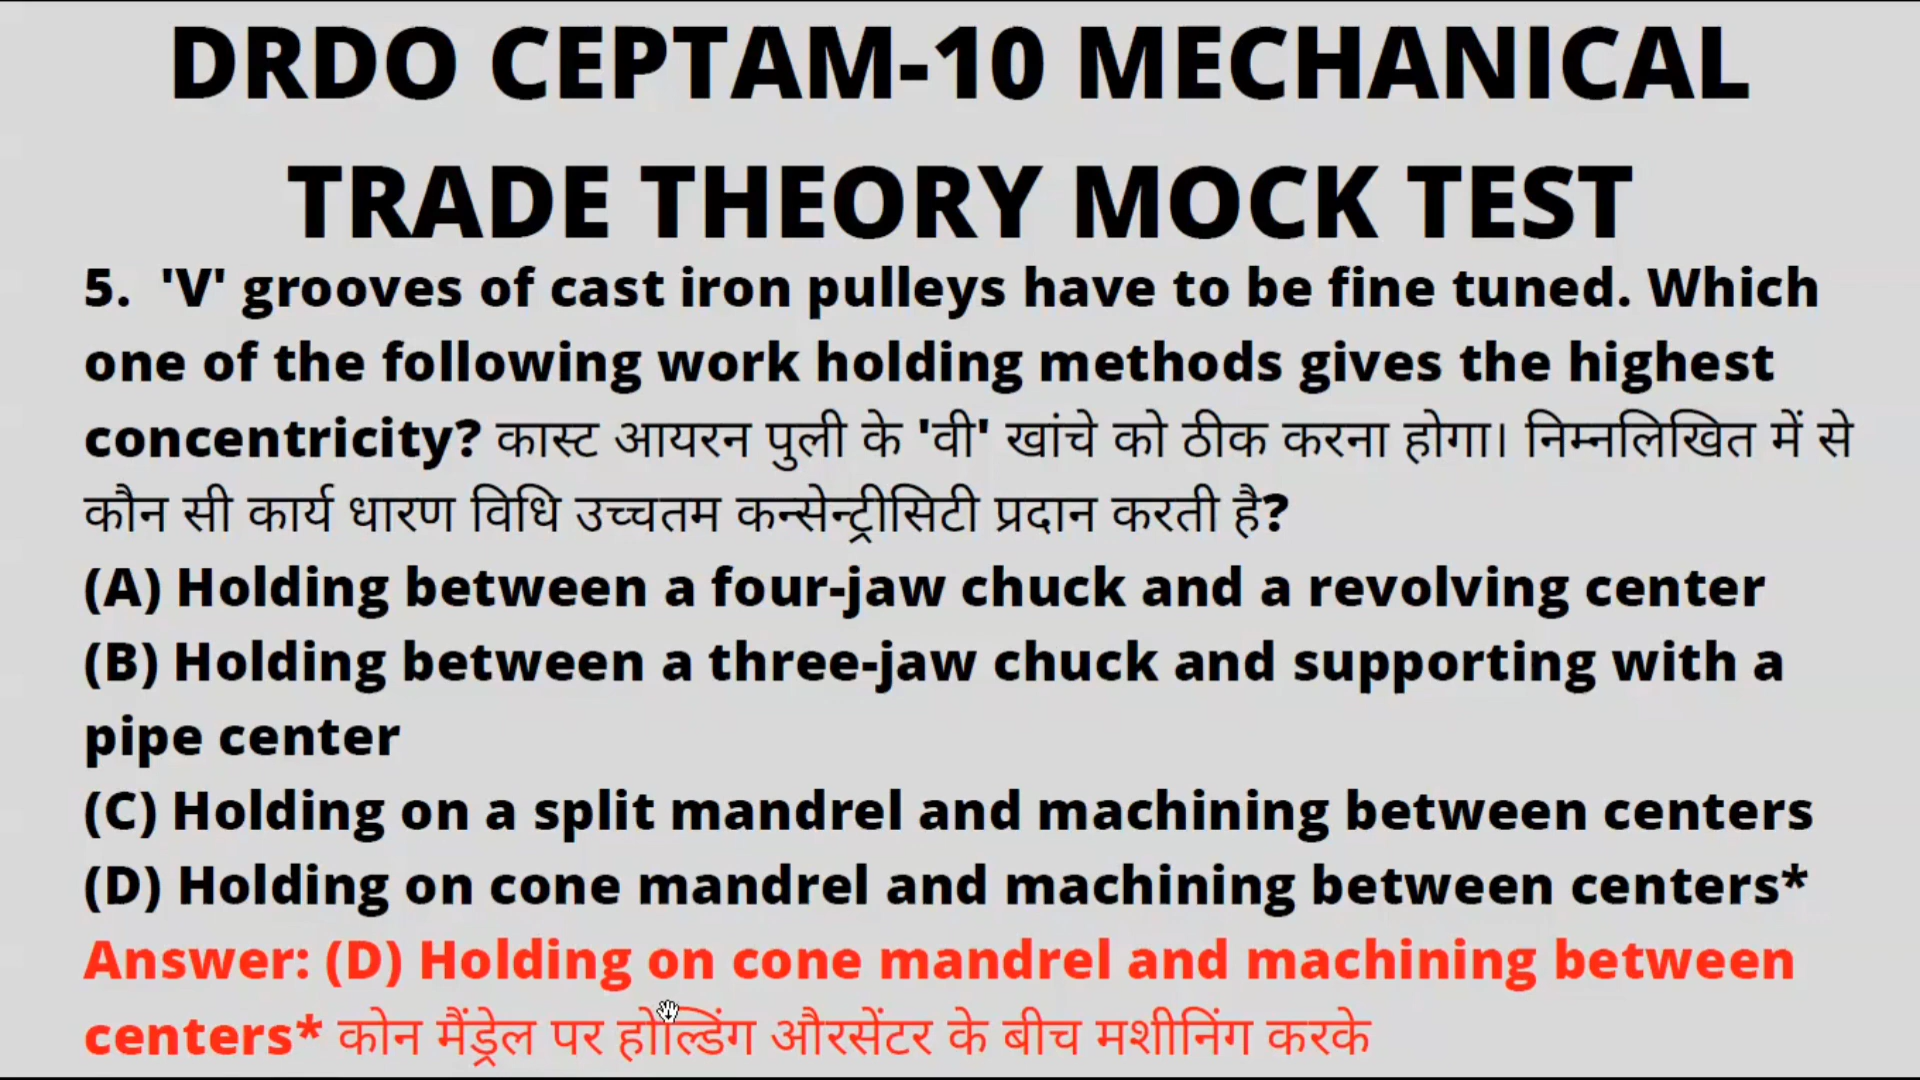 DRDO CEPTAM-10 MECHANICAL
TRADE THEORY MOCK TEST
5.  'V' grooves of cast iron pulleys have to be fine tuned. Which
one of the following work holding methods gives the highest
concentricity? कास्ट आयरन पुली के 'वी' खांचे को ठीक करना होगा। निम्नलिखित में से
कौन सी कार्य धारण विधि उच्चतम कन्सेन्ट्रीसिटी प्रदान करती है?
(A) Holding between a four-jaw chuck and a revolving center
(B) Holding between a three-jaw chuck and supporting with a
pipe center
(C) Holding on a split mandrel and machining between centers
(D) Holding on cone mandrel and machining between centers*
Answer: (D) Holding on cone mandrel and machining between
centers* कोन मैंड्रेल पर होल्डिंग औरसेंटर के बीच मशीनिंग करके